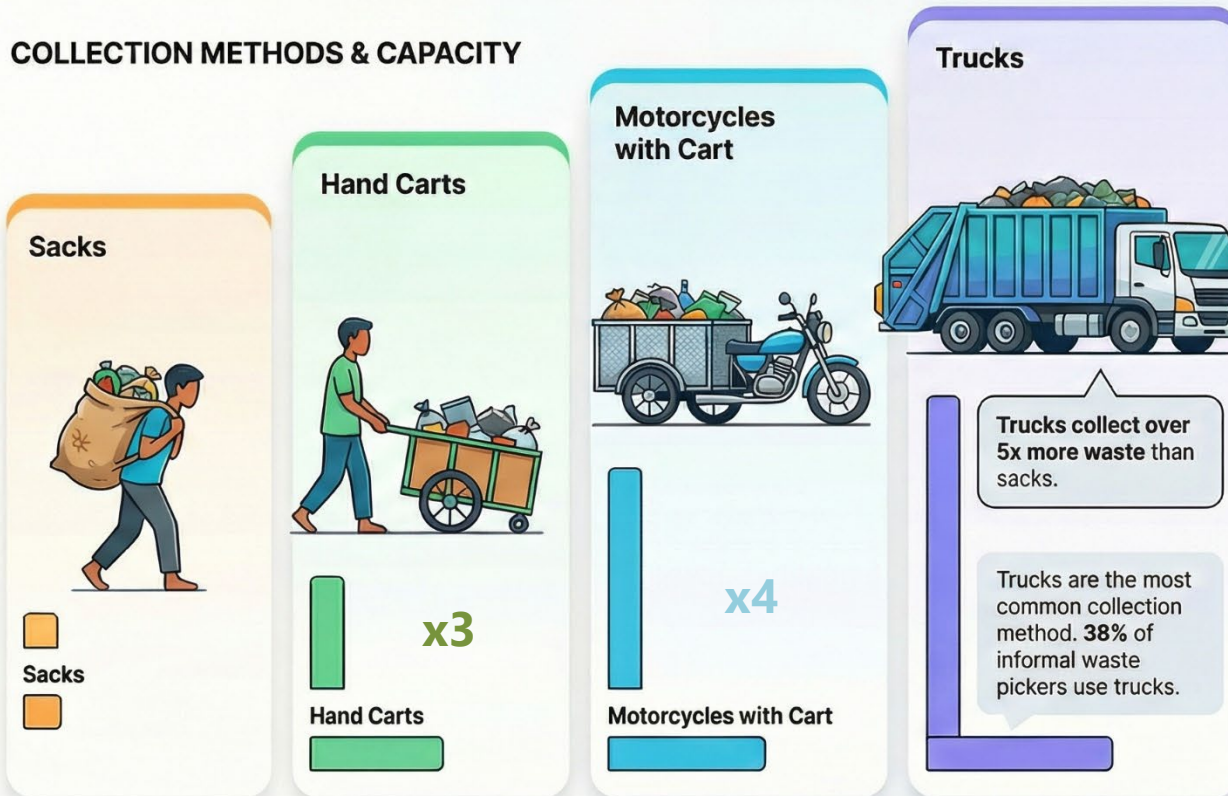 COLLECTION METHODS & CAPACITY
Sacks
Sacks
Hand Carts
x3
Hand Carts
Motorcycles
with Cart
x4
Motorcycles with Cart
Trucks
Trucks collect over
5x more waste than
sacks.
Trucks are the most
common collection
method. 38% of
informal waste
pickers use trucks.